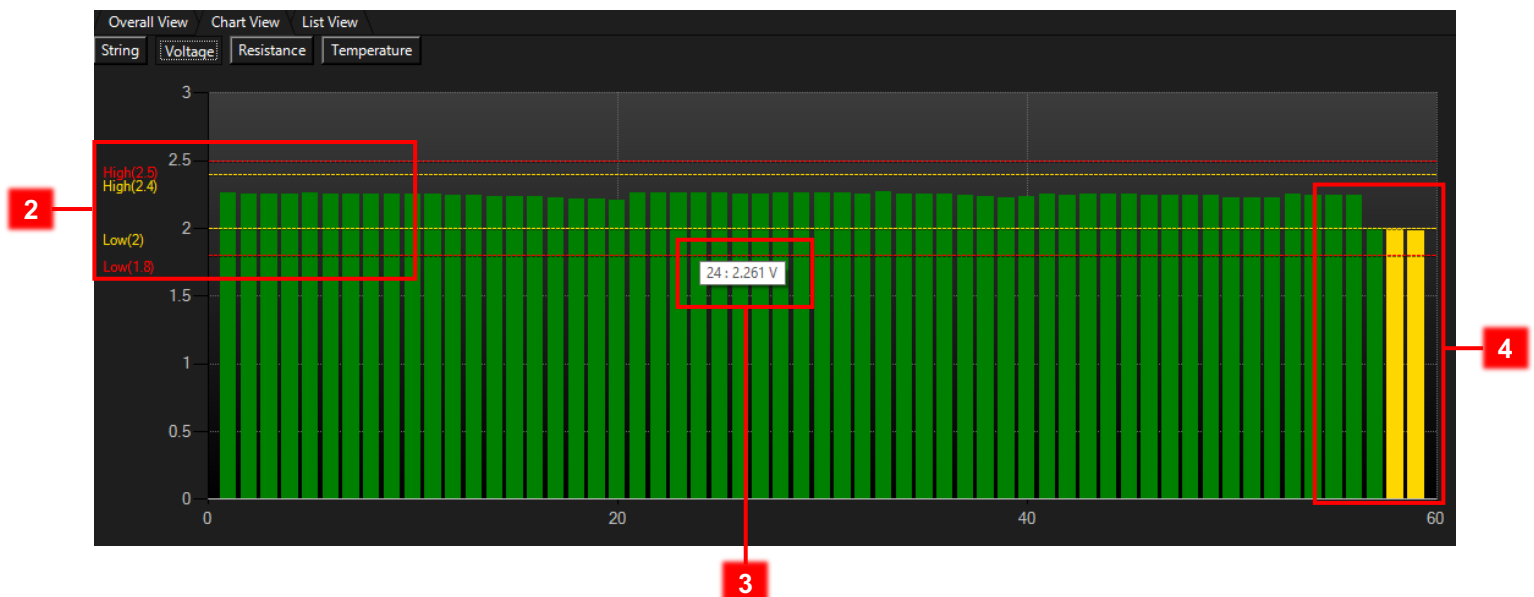 Overall View Chart View List View
String Voltage Resistance Temperature
3
2.5
High(2.5)
High(2.4)
2
Low(2)
Low(1.8)
1.5
1
0.5
0
0 20 40 60
24 : 2.261 V
2
3
4